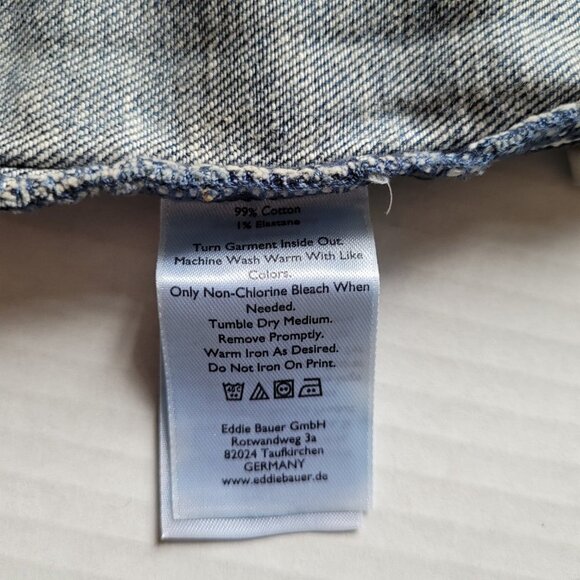 99% Cotton
1% Elastane
Turn Garment Inside Out.
Machine Wash Warm With Like
Colors.
Only Non-Chlorine Bleach When
Needed.
Tumble Dry Medium.
Remove Promptly.
Warm Iron As Desired.
Do Not Iron On Print.
40°C
Eddie Bauer GmbH
Rotwandweg 3a
82024 Taufkirchen
GERMANY
www.eddiebauer.de